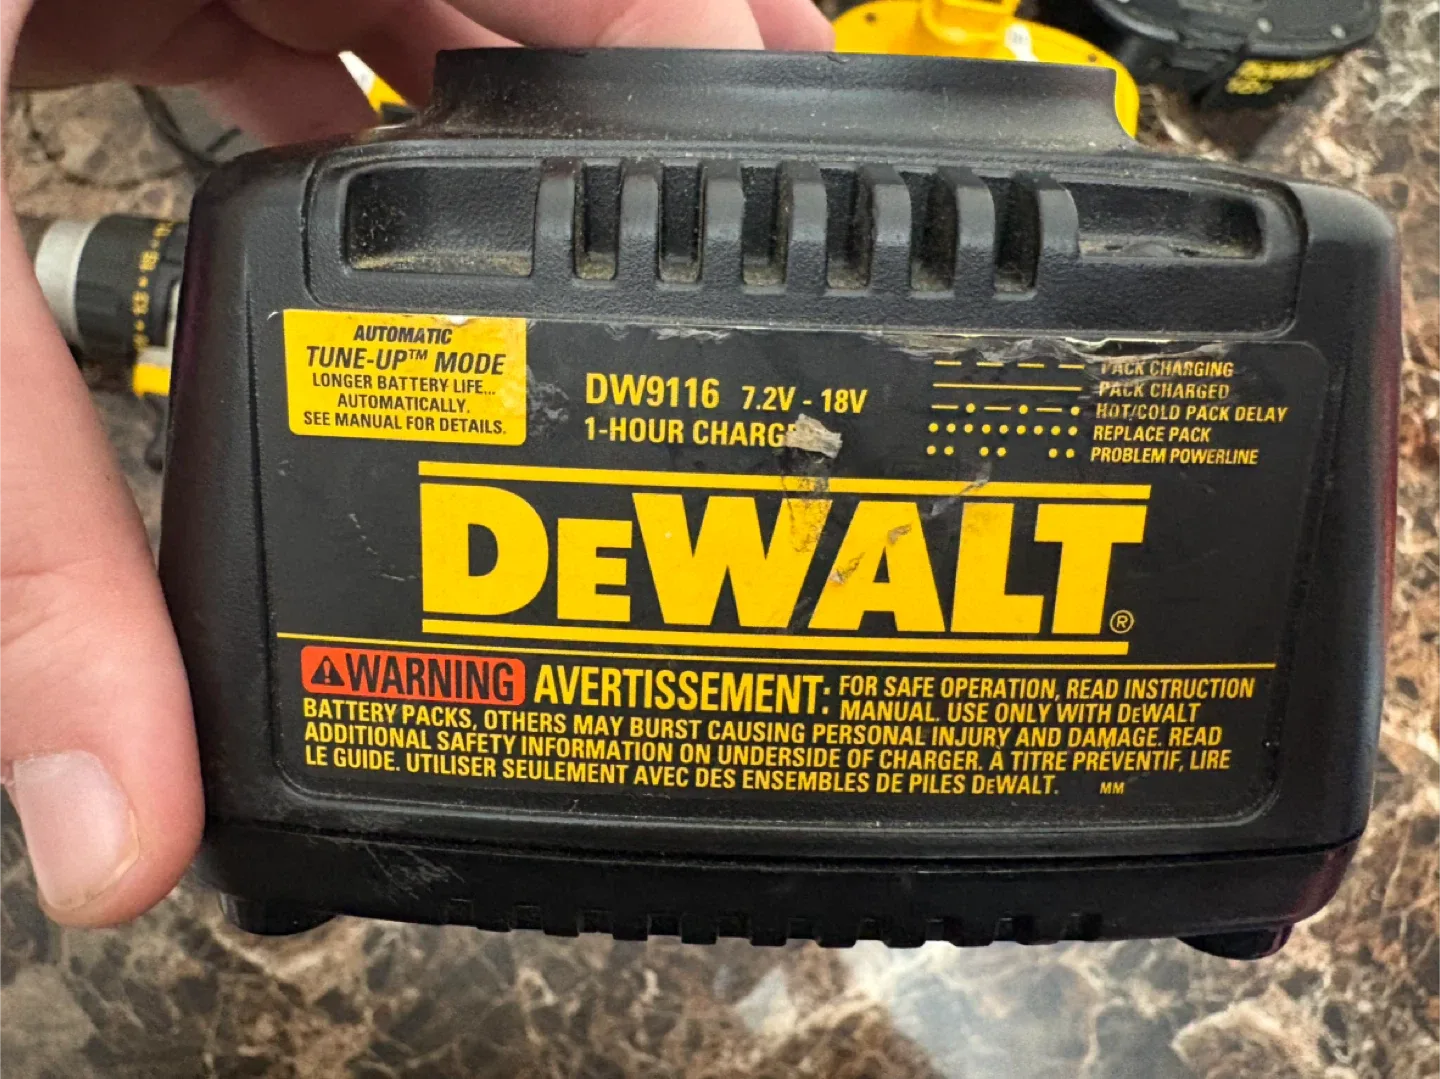 DEWALT
AUTOMATIC
TUNE-UP™ MODE
LONGER BATTERY LIFE...
AUTOMATICALLY.
SEE MANUAL FOR DETAILS.
DW9116 7.2V - 18V
1-HOUR CHARG
PACK CHARGING
PACK CHARGED
HOT/COLD PACK DELAY
REPLACE PACK
PROBLEM POWERLINE
DEWALT®
WARNING AVERTISSEMENT: FOR SAFE OPERATION, READ INSTRUCTION
MANUAL. USE ONLY WITH DEWALT
BATTERY PACKS, OTHERS MAY BURST CAUSING PERSONAL INJURY AND DAMAGE. READ
ADDITIONAL SAFETY INFORMATION ON UNDERSIDE OF CHARGER. À TITRE PRÉVENTIF, LIRE
LE GUIDE. UTILISER SEULEMENT AVEC DES ENSEMBLES DE PILES DEWALT. MM